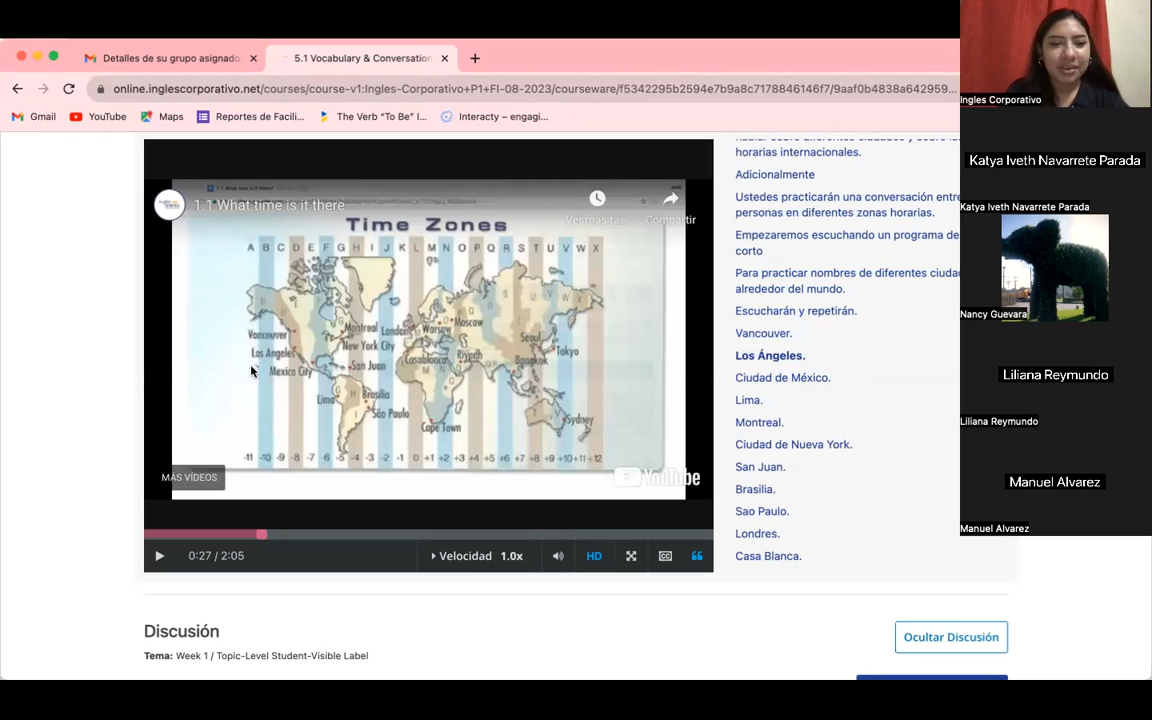 Detalles de su grupo asignado
5.1 Vocabulary & Conversation
online.inglescorporativo.net/courses/course-v1:Ingles-Corporativo+P1+FI-08-2023/courseware/f5342295b2594e7b9a8c7178846146f7/9aaf0b4838a642959...
Gmail
YouTube
Maps
Reportes de Facili...
The Verb "To Be" I...
Interacty – engagi...
1.1 What time is it there
Ver más ta
Compartir
Time Zones
A B C D E F G H I J K L M N O P Q R S T U V W X
Vancouver
Montreal
London
Warsaw
Moscow
Los Angeles
New York City
Casablanca
Riyadh
Seoul
Tokyo
Mexico City
San Juan
Bangkok
Lima
Brasilia
São Paulo
Cape Town
Sydney
-11 -10 -9 -8 -7 -6 -5 -4 -3 -2 -1 0 +1 +2 +3 +4 +5 +6 +7 +8 +9 +10 +11 +12
MÁS VÍDEOS
YouTube
0:27 / 2:05
Velocidad 1.0x
HD
CC
horarias internacionales.
Adicionalmente
Ustedes practicarán una conversación entre
personas en diferentes zonas horarias.
Empezaremos escuchando un programa de
corto
Para practicar nombres de diferentes ciuda
alrededor del mundo.
Escucharán y repetirán.
Vancouver.
Los Ángeles.
Ciudad de México.
Lima.
Montreal.
Ciudad de Nueva York.
San Juan.
Brasilia.
Sao Paulo.
Londres.
Casa Blanca.
Discusión
Ocultar Discusión
Tema: Week 1 / Topic-Level Student-Visible Label
Ingles Corporativo
Katya Iveth Navarrete Parada
Katya Iveth Navarrete Parada
Nancy Guevara
Liliana Reymundo
Liliana Reymundo
Manuel Alvarez
Manuel Alvarez